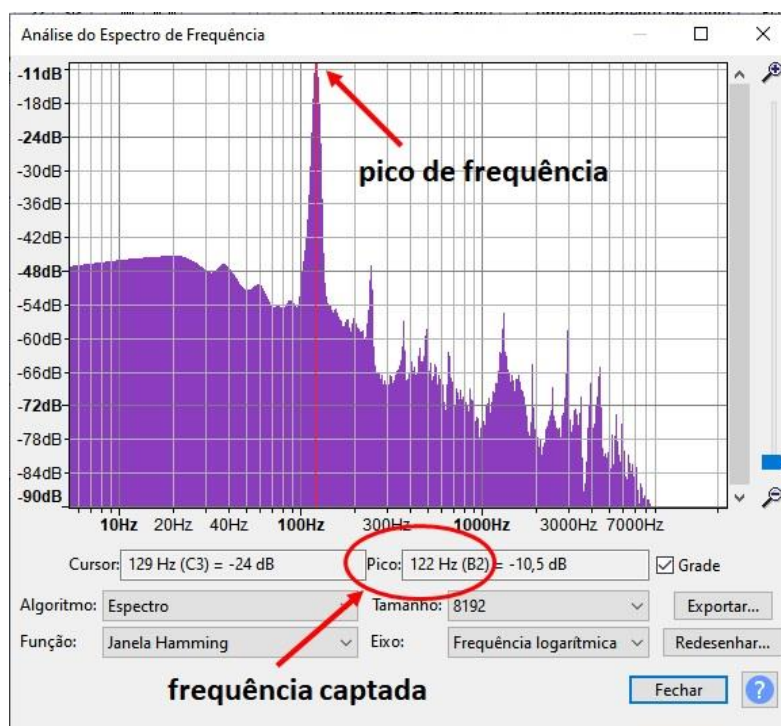 Análise do Espectro de Frequência
-11dB
-18dB
-24dB
-30dB
-36dB
-42dB
-48dB
-54dB
-60dB
-66dB
-72dB
-78dB
-84dB
-90dB
pico de frequência
10Hz 20Hz 40Hz 100Hz 300Hz 1000Hz 3000Hz 7000Hz
Cursor: 129 Hz (C3) = -24 dB Pico: 122 Hz (B2) = -10,5 dB Grade
Algoritmo: Espectro Tamanho: 8192 Exportar...
Função: Janela Hamming Eixo: Frequência logarítmica Redesenhar...
frequência captada
Fechar ?